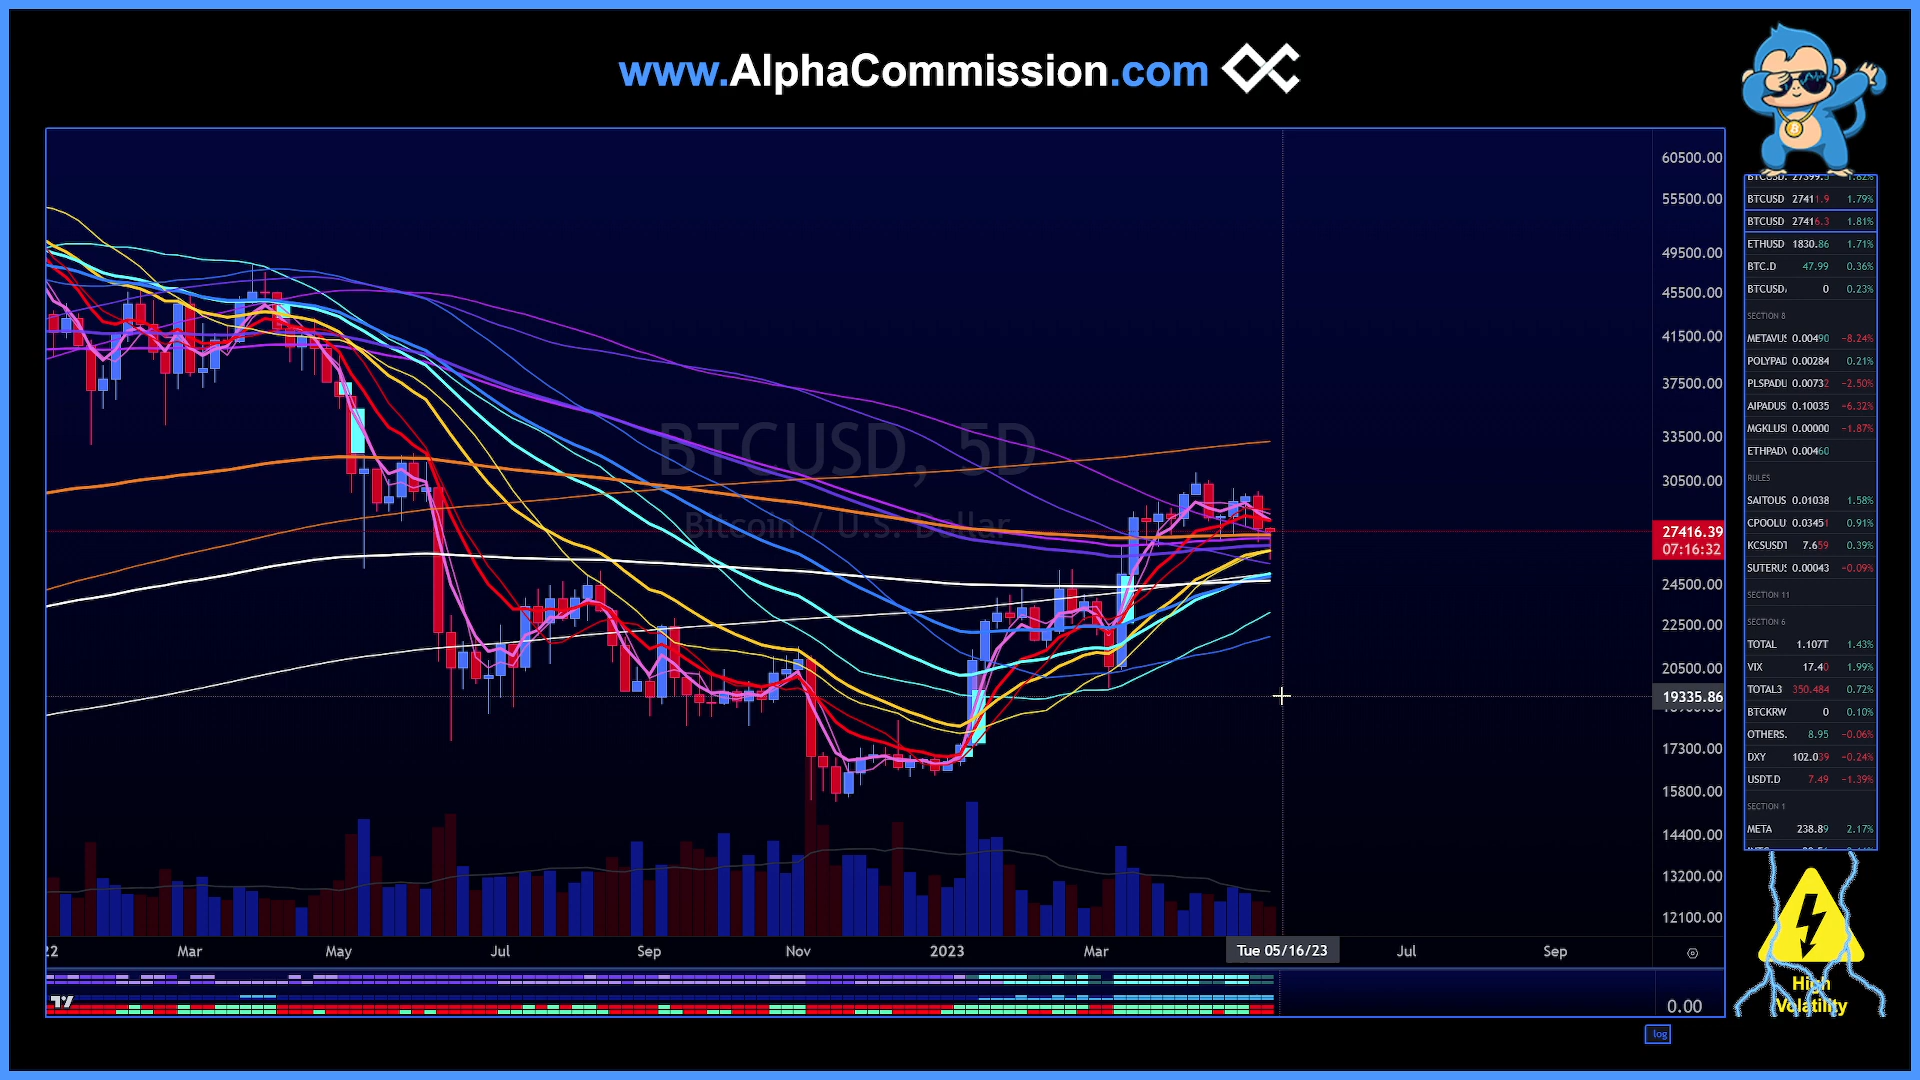 www.AlphaCommission.com
BTCUSD, 5D
Bitcoin / U.S. Dollar
60500.00
55500.00
49500.00
45500.00
41500.00
37500.00
33500.00
30500.00
27416.39
07:16:32
24500.00
22500.00
20500.00
19335.86
17300.00
15800.00
14400.00
13200.00
12100.00
22 Mar May Jul Sep Nov 2023 Mar Tue 05/16/23 Jul Sep
0.00
log
BTCUSD. 27399.5 1.82%
BTCUSD 27411.9 1.79%
BTCUSD 27416.3 1.81%
ETHUSD 1830.86 1.71%
BTC.D 47.99 0.36%
BTCUSD/ 0 0.23%
SECTION 8
METAVUS 0.00490 -8.24%
POLYPAD 0.00284 0.21%
PLSPADU 0.00732 -2.50%
AIPADUS 0.10035 -6.32%
MGKLUSI 0.00000 -1.87%
ETHPADV 0.00460
RULES
SAITOUS 0.01038 1.58%
CPOOLU 0.03451 0.91%
KCSUSDT 7.659 0.39%
SUTERUS 0.00043 -0.09%
SECTION 11
SECTION 6
TOTAL 1.107T 1.43%
VIX 17.40 1.99%
TOTAL3 350.484 0.72%
BTCKRW 0 0.10%
OTHERS. 8.95 -0.06%
DXY 102.039 -0.24%
USDT.D 7.49 -1.39%
SECTION 1
META 238.89 2.17%
High
Volatility